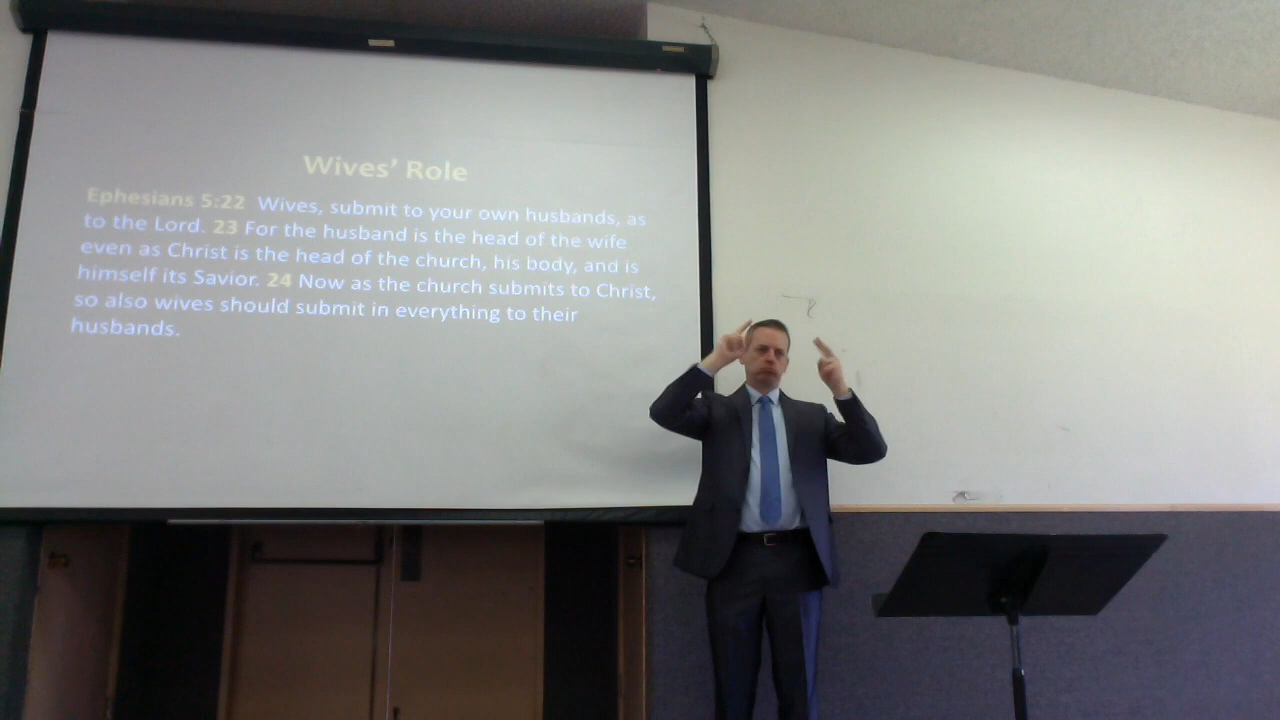 Wives’ Role
Ephesians 5:22 Wives, submit to your own husbands, as
to the Lord. 23 For the husband is the head of the wife
even as Christ is the head of the church, his body, and is
himself its Savior. 24 Now as the church submits to Christ,
so also wives should submit in everything to their
husbands.